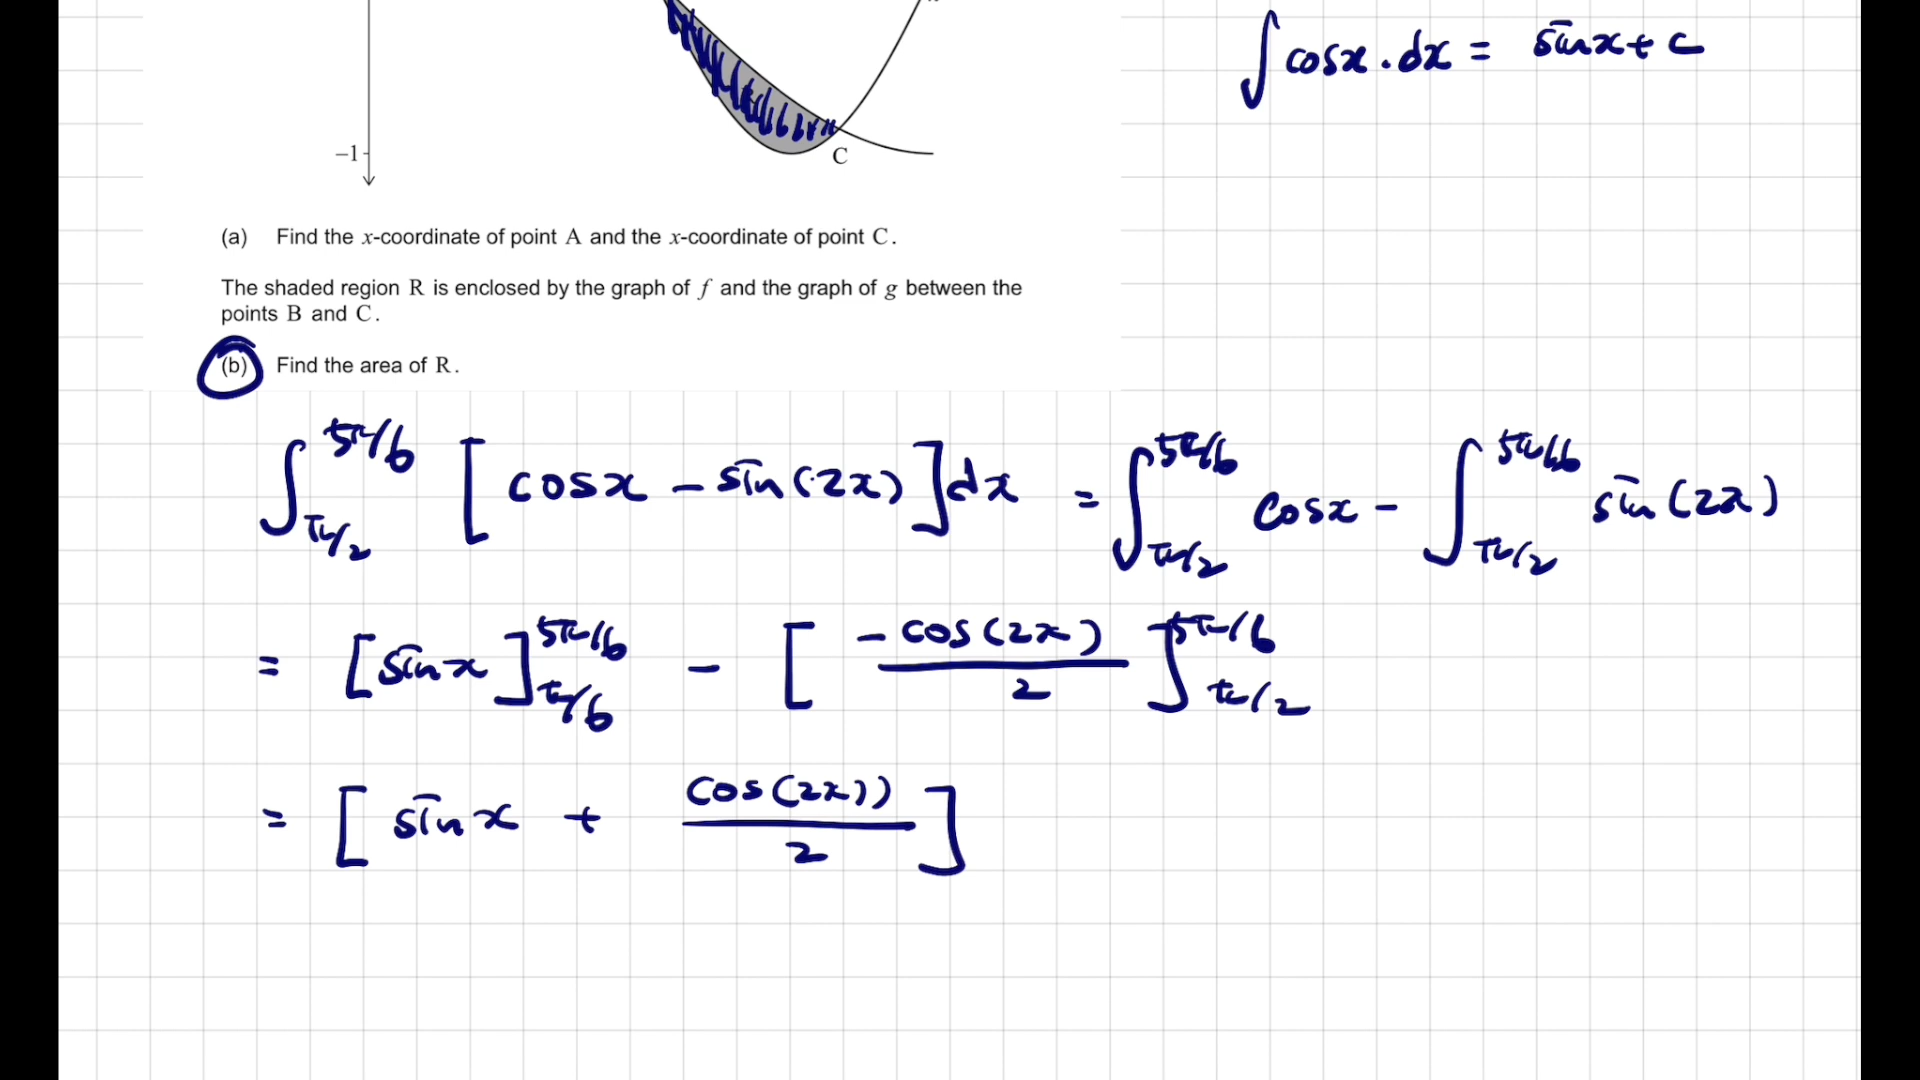 ∫ cosx . dx = sinx + c
−1
C
(a) Find the x-coordinate of point A and the x-coordinate of point C.
The shaded region R is enclosed by the graph of f and the graph of g between the
points B and C.
(b) Find the area of R.
∫_{π/2}^{5π/6} [cosx − sin(2x)] dx = ∫_{π/2}^{5π/6} cosx − ∫_{π/2}^{5π/6} sin(2x)
= [sinx]_{π/6}^{5π/6} − [−cos(2x)/2]_{π/2}^{5π/6}
= [sinx + cos(2x))/2]